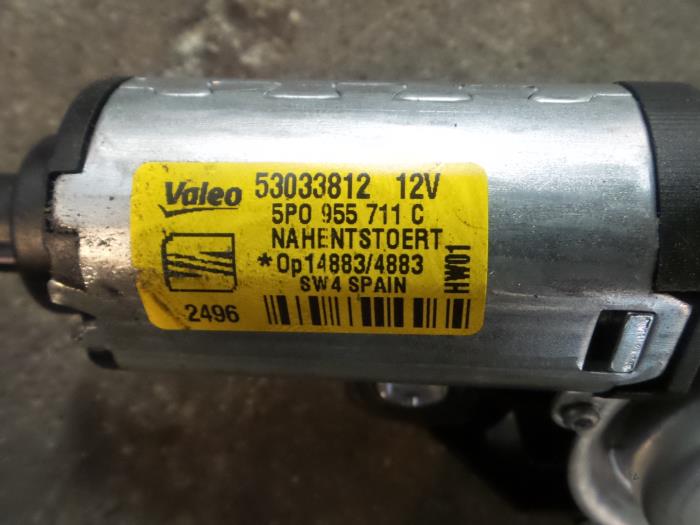 Valeo 53033812 12V
5P0 955 711 C
NAHENTSTOERT
*Op14883/4883
SW4 SPAIN
2496
HW01